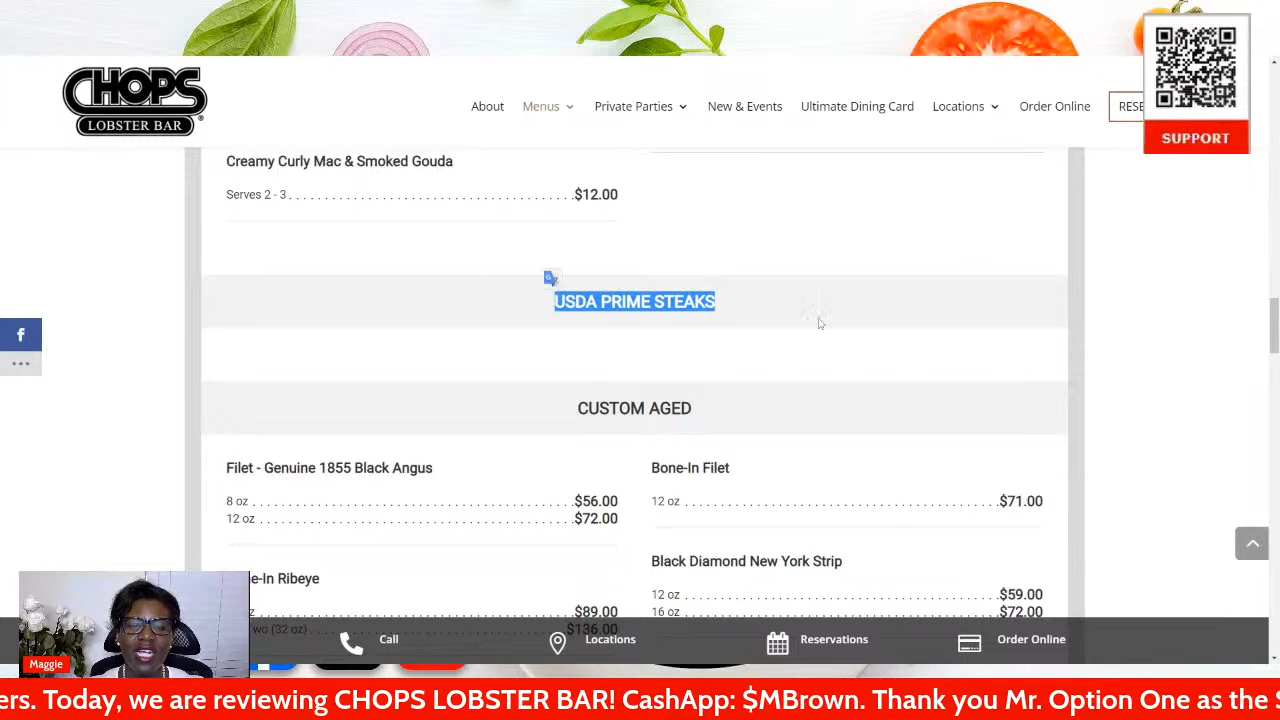 CHOPS
LOBSTER BAR
About
Menus
Private Parties
New & Events
Ultimate Dining Card
Locations
Order Online
RESE
SUPPORT
Creamy Curly Mac & Smoked Gouda
Serves 2 - 3 $12.00
USDA PRIME STEAKS
CUSTOM AGED
Filet - Genuine 1855 Black Angus
8 oz $56.00
12 oz $72.00
Bone-In Filet
12 oz $71.00
e-In Ribeye
$89.00
wo (32 oz) $136.00
Black Diamond New York Strip
12 oz $59.00
16 oz $72.00
Call
Locations
Reservations
Order Online
Maggie
ers. Today, we are reviewing CHOPS LOBSTER BAR! CashApp: $MBrown. Thank you Mr. Option One as the S